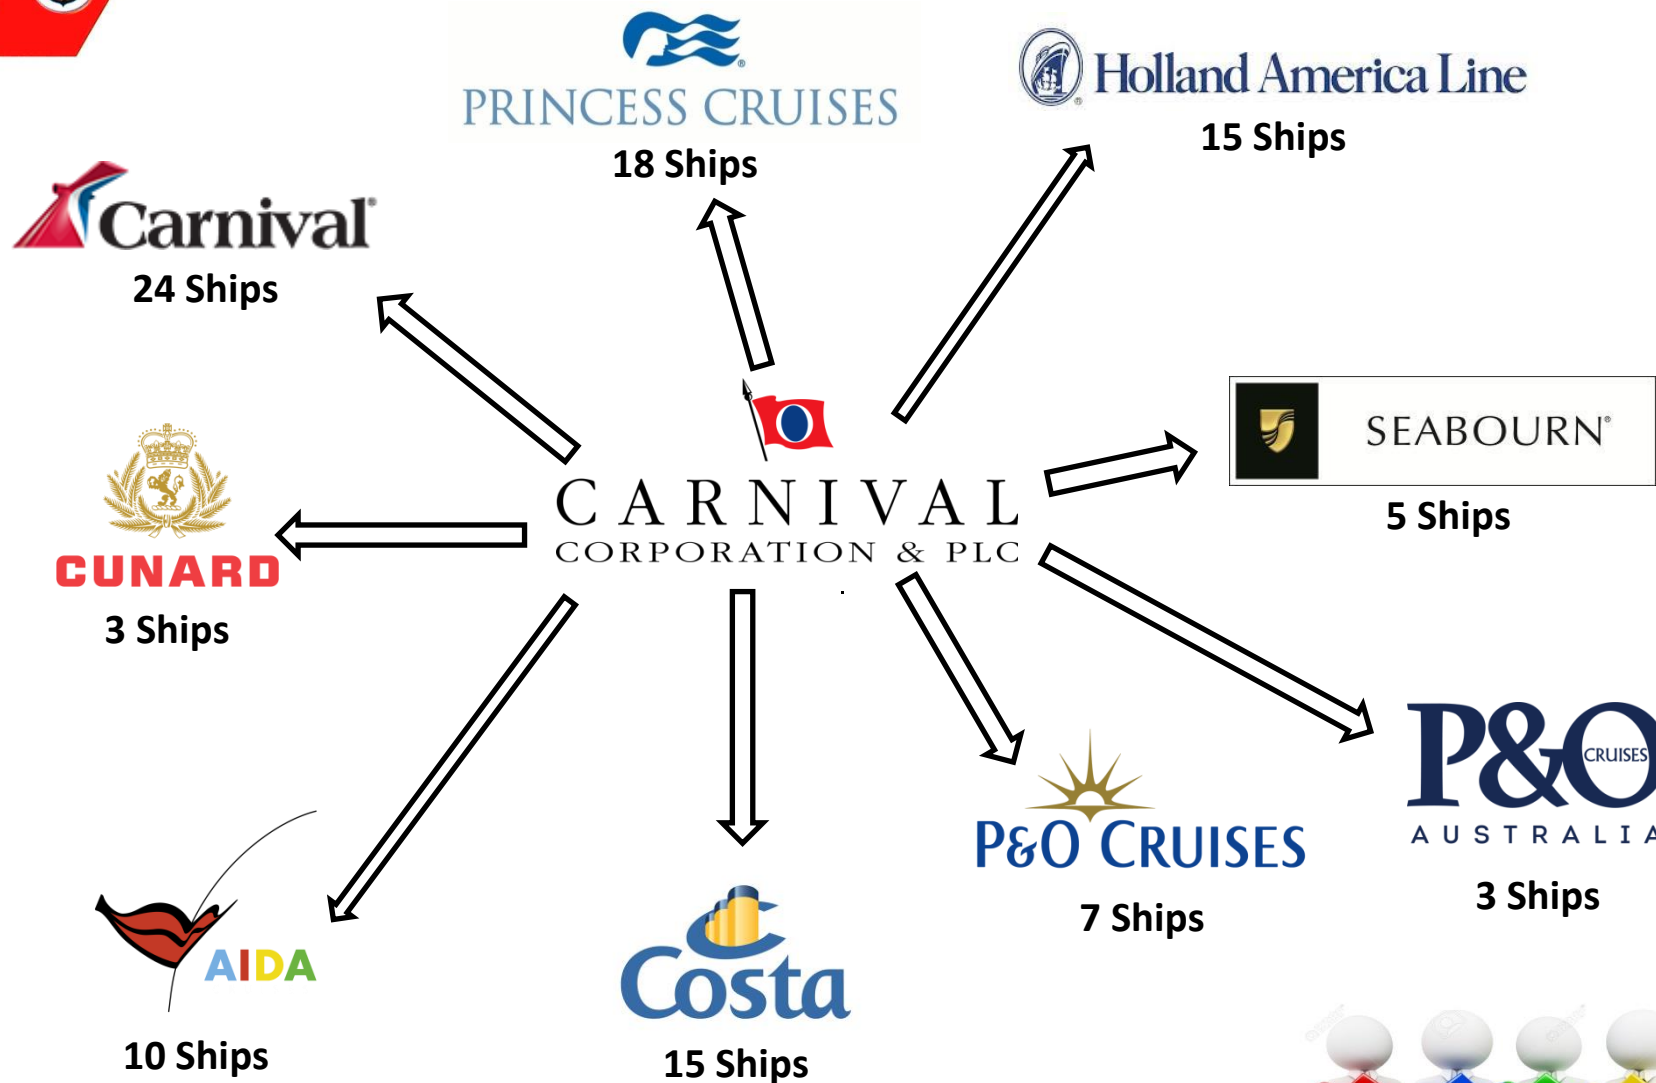 PRINCESS CRUISES
18 Ships
Holland America Line
15 Ships
Carnival
24 Ships
SEABOURN
5 Ships
CARNIVAL
CORPORATION & PLC
CUNARD
3 Ships
P&O CRUISES
7 Ships
P&O CRUISES
AUSTRALIA
3 Ships
AIDA
10 Ships
Costa
15 Ships